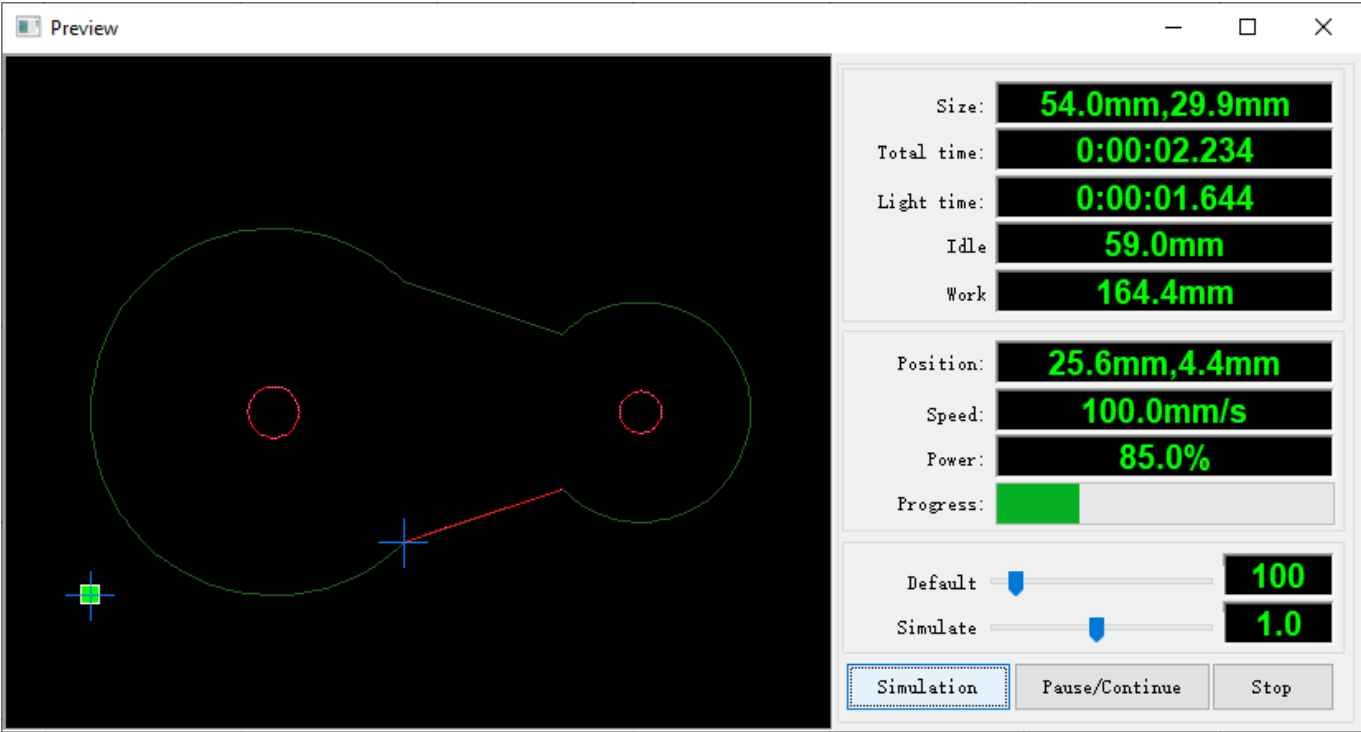 Preview
Size: 54.0mm,29.9mm
Total time: 0:00:02.234
Light time: 0:00:01.644
Idle 59.0mm
Work 164.4mm
Position: 25.6mm,4.4mm
Speed: 100.0mm/s
Power: 85.0%
Progress:
Default 100
Simulate 1.0
Simulation Pause/Continue Stop